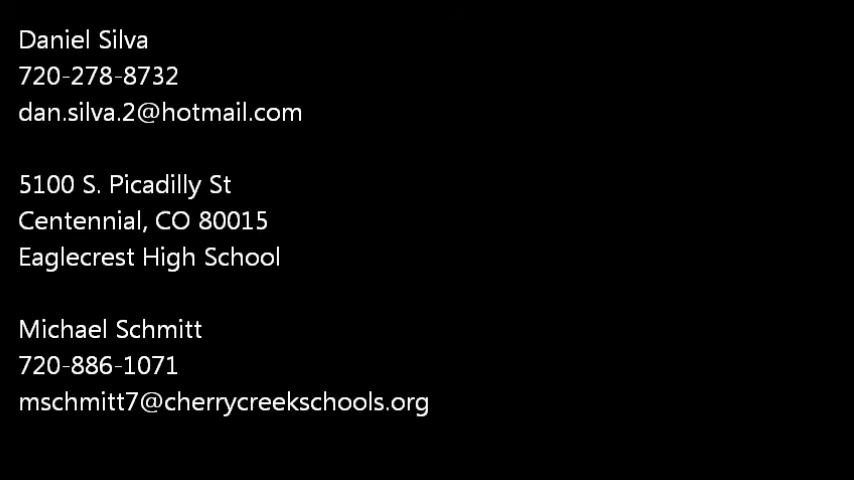 Daniel Silva
720-278-8732
dan.silva.2@hotmail.com
5100 S. Picadilly St
Centennial, CO 80015
Eaglecrest High School
Michael Schmitt
720-886-1071
mschmitt7@cherrycreekschools.org